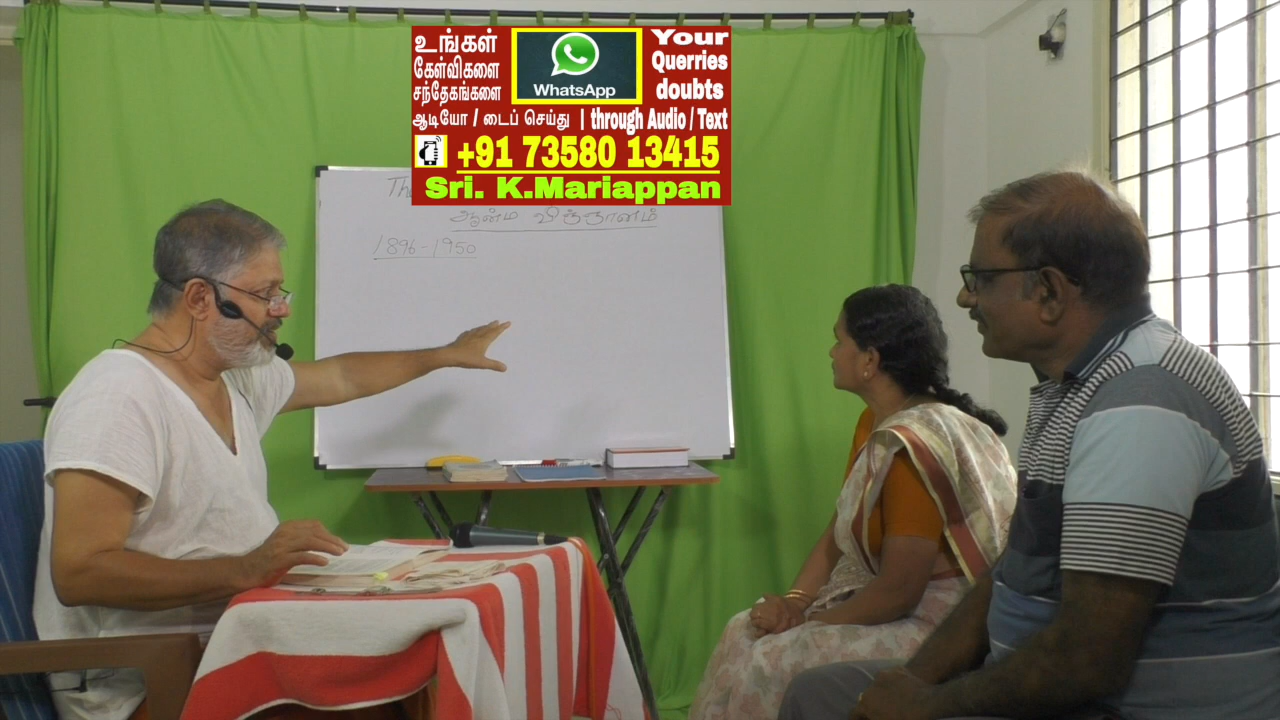 உங்கள்
கேள்விகளை
சந்தேகங்களை
WhatsApp
Your
Querries
doubts
ஆடியோ / டைப் செய்து | through Audio / Text
+91 73580 13415
Sri. K.Mariappan
ஆன்ம விஞ்ஞானம்
1896-1950